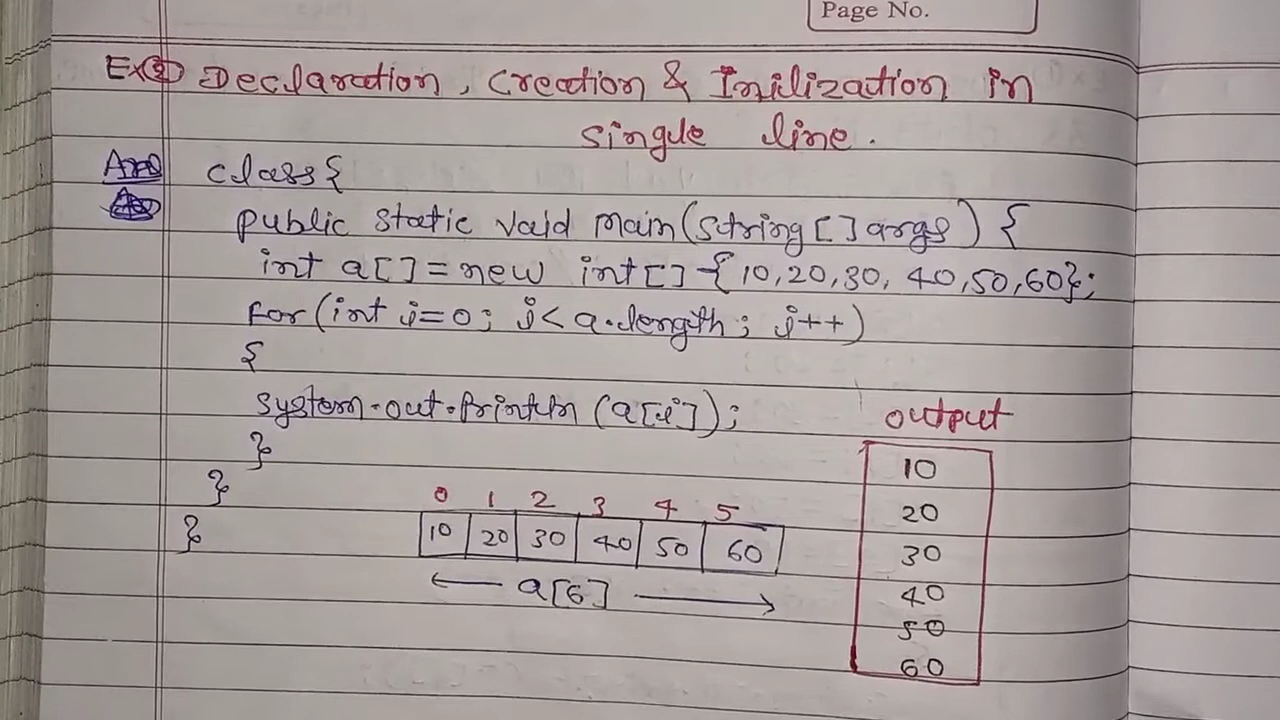 Page No.
Ex② Declaration, Creation & Inilization in
single line.
Ans class{
public static void main(string[]args) {
int a[]=new int[]{10,20,30, 40,50,60};
for(int i=0; i<a.length; i++)
{
system.out.println (a[i]);
}
}
}
output
10
20
30
40
50
60
0 1 2 3 4 5
10 20 30 40 50 60
← a[6] →